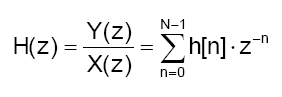 H(z) = Y(z)/X(z) = N-1∑n=0 h[n]·z^-n